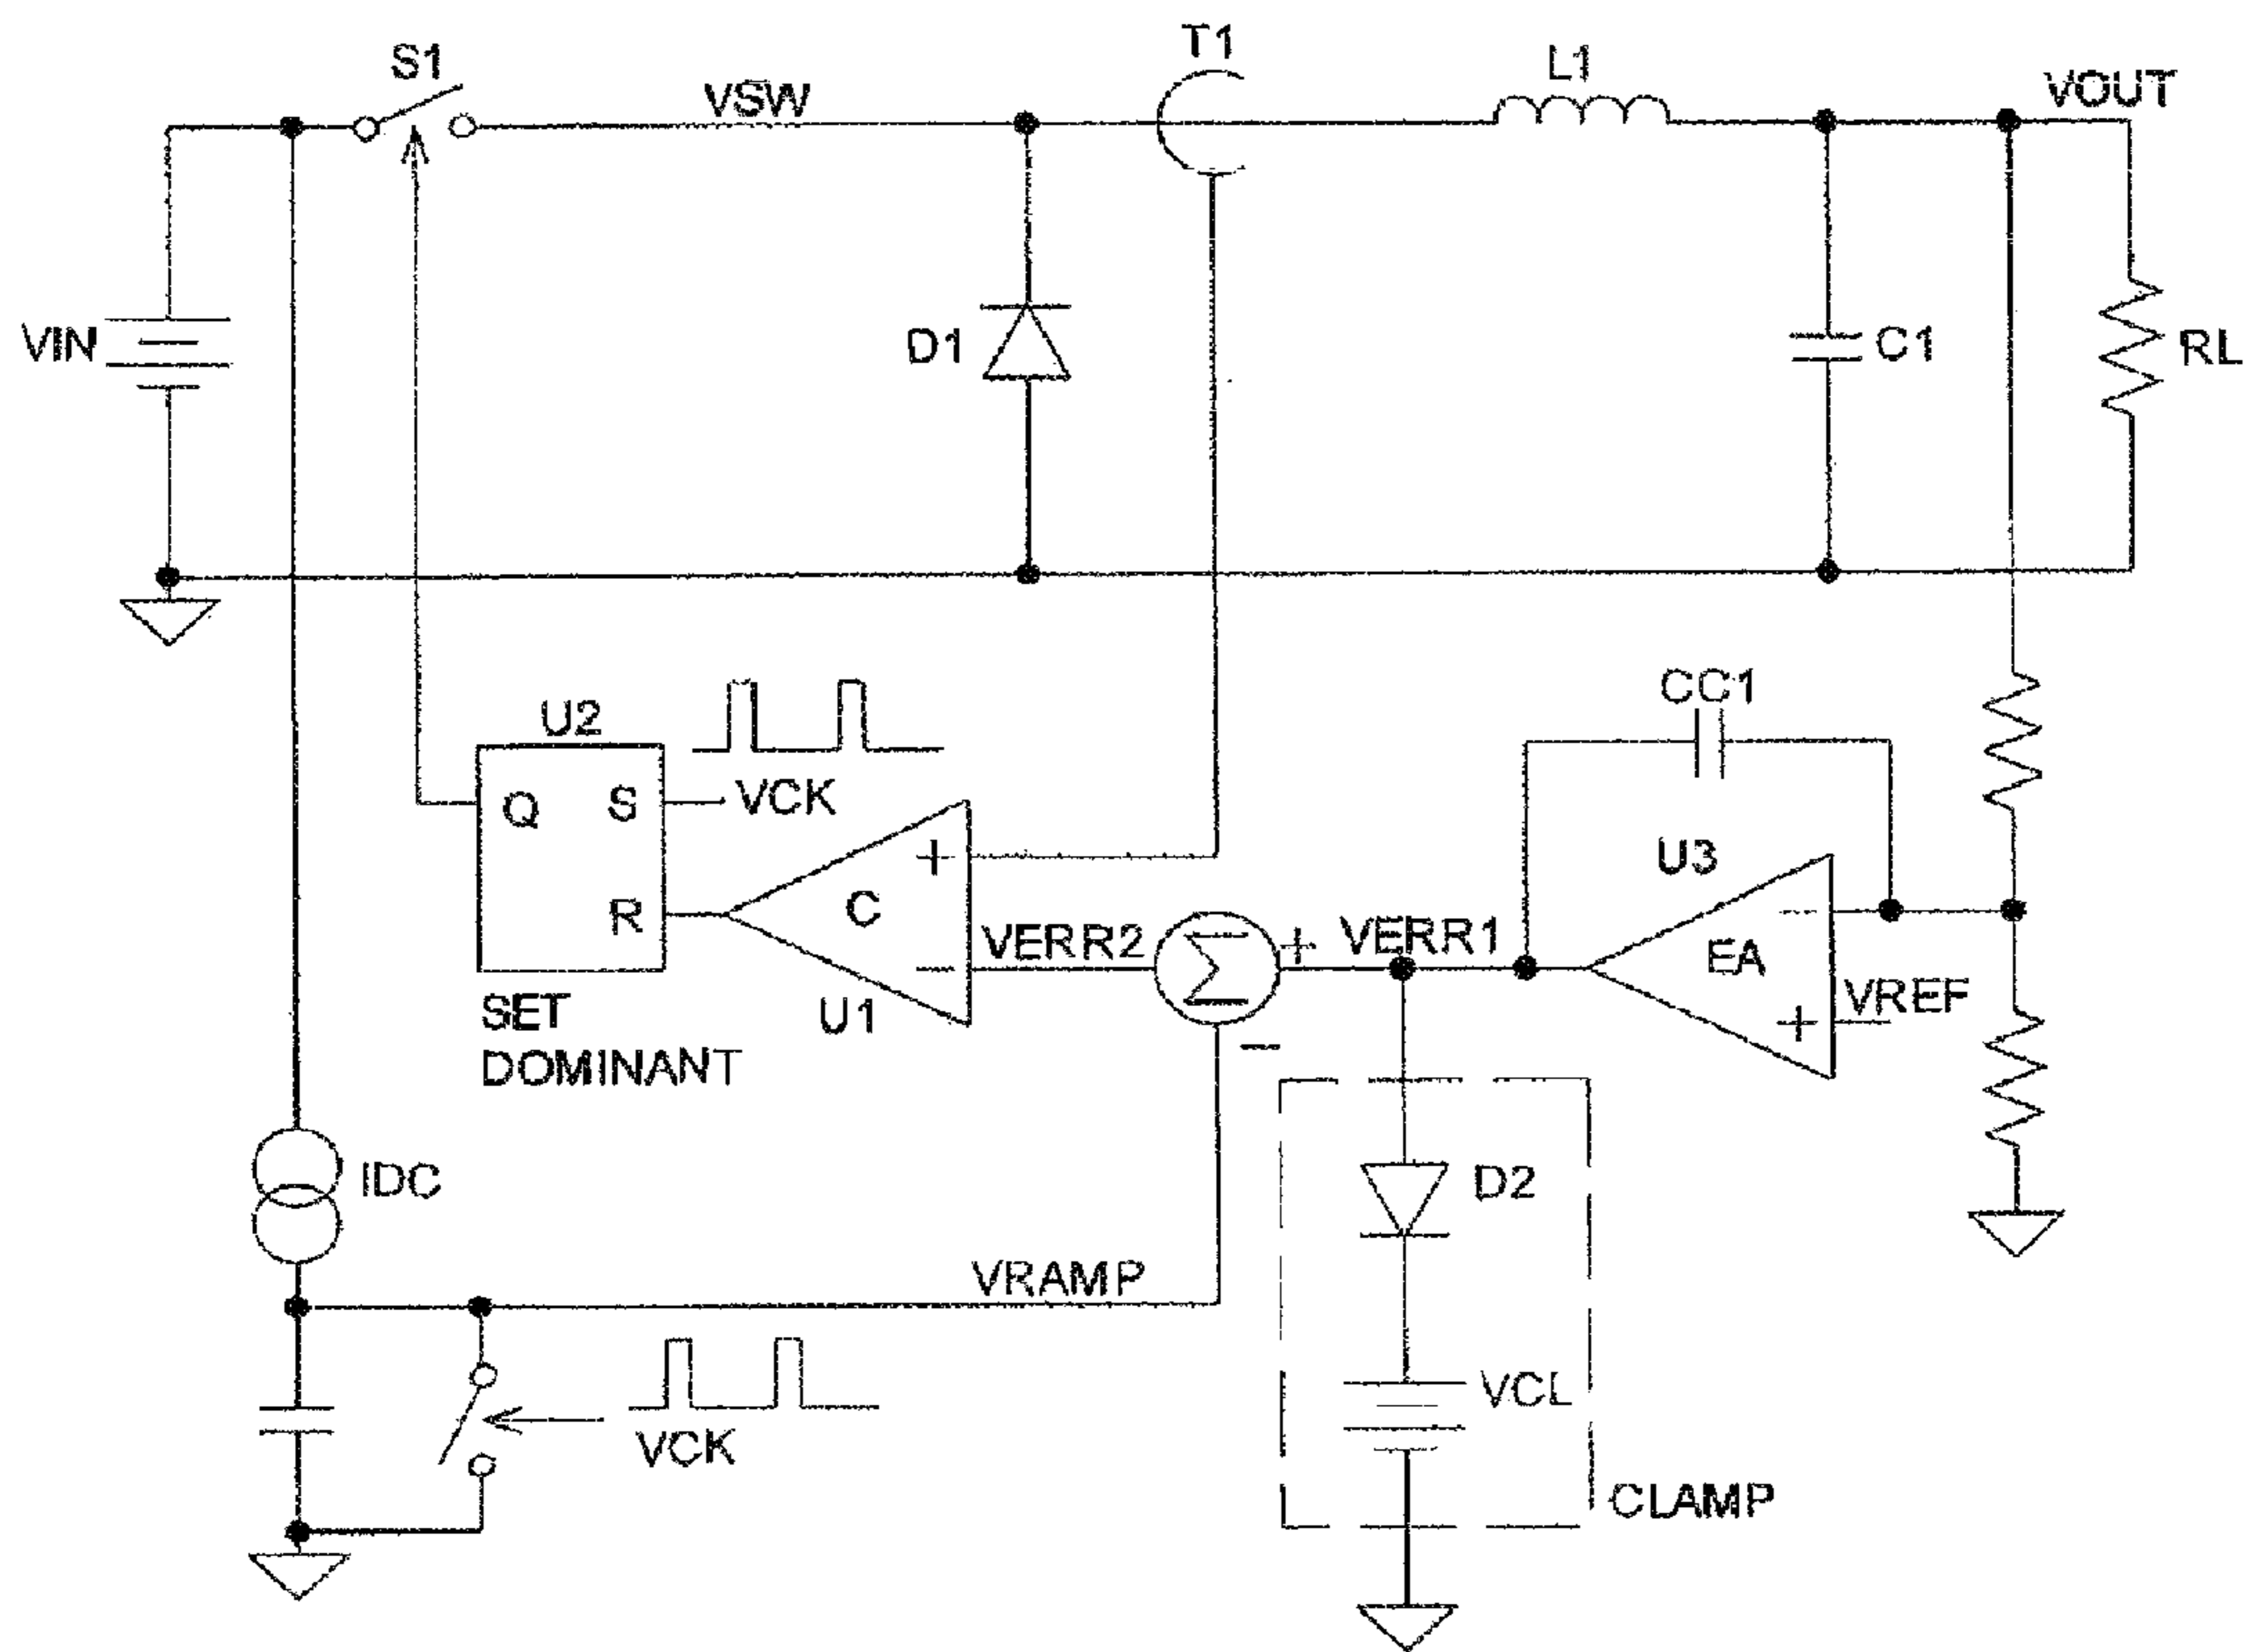 T1
S1
L1
VSW
VOUT
VIN
D1
C1
RL
CC1
U2
VCK
Q
S
U3
C
+
R
VERR2
+
VERR1
EA
−
−
VREF
+
SET
DOMINANT
U1
Σ
−
IDC
D2
VRAMP
VCL
VCK
CLAMP